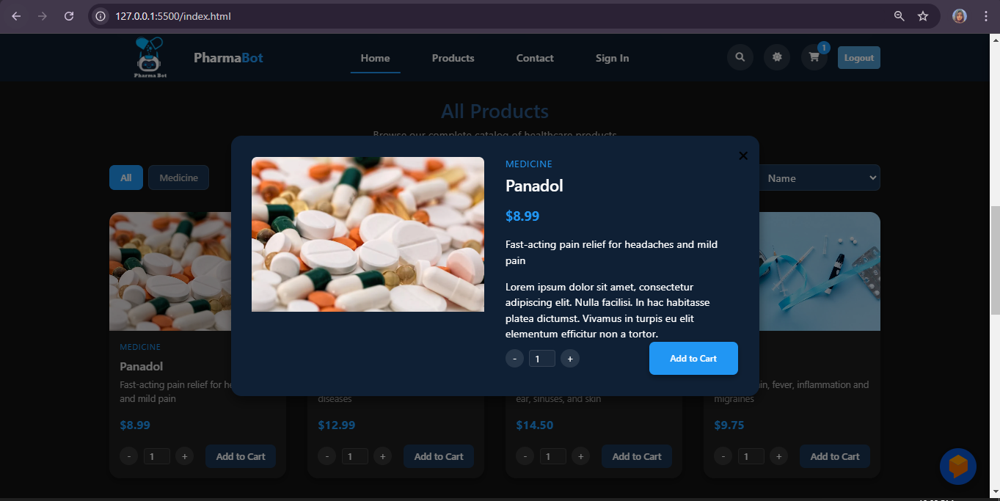 127.0.0.1:5500/index.html
Pharma Bot
PharmaBot
Home
Products
Contact
Sign In
1
Logout
All Products
Browse our complete catalog of healthcare products
All
Medicine
Name
MEDICINE
Panadol
$8.99
Fast-acting pain relief for headaches and mild
pain
Lorem ipsum dolor sit amet, consectetur
adipiscing elit. Nulla facilisi. In hac habitasse
platea dictumst. Vivamus in turpis eu elit
elementum efficitur non a tortor.
- 1 +
Add to Cart
MEDICINE
Panadol
Fast-acting pain relief for
and mild pain
$8.99
- 1 +
Add to Cart
diseases
$12.99
- 1 +
Add to Cart
ear, sinuses, and skin
$14.50
- 1 +
Add to Cart
fever, inflammation and
migraines
$9.75
- 1 +
Add to Cart